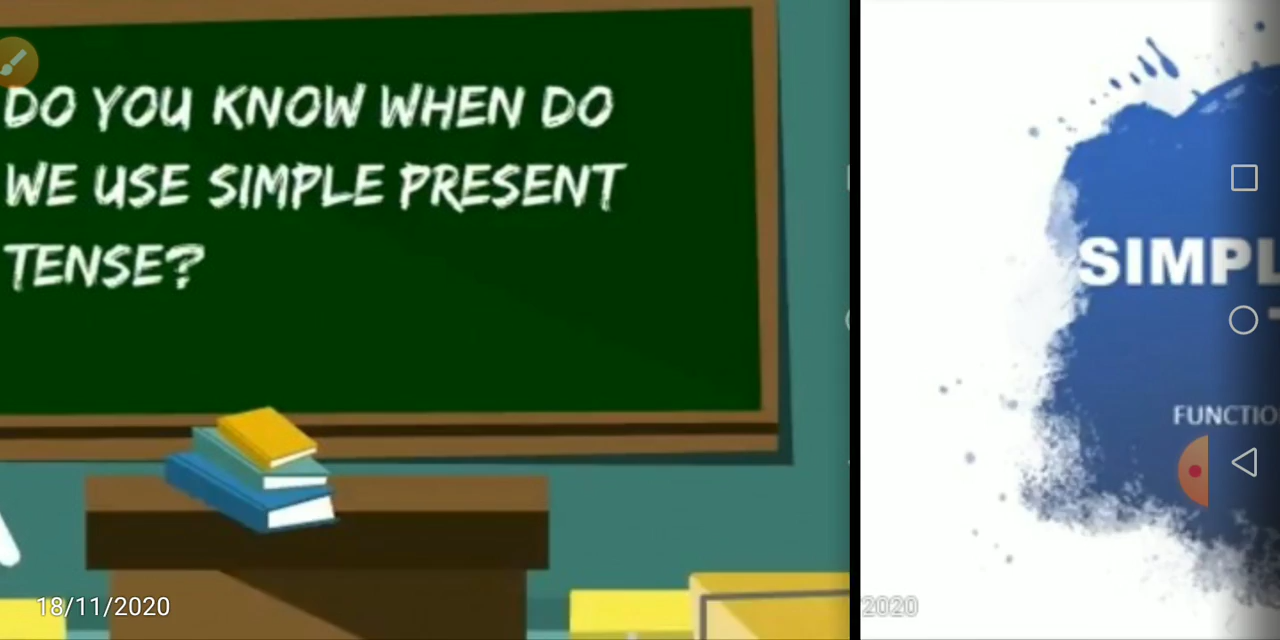 DO YOU KNOW WHEN DO
WE USE SIMPLE PRESENT
TENSE?
18/11/2020
2020
SIMPL
FUNCTIO